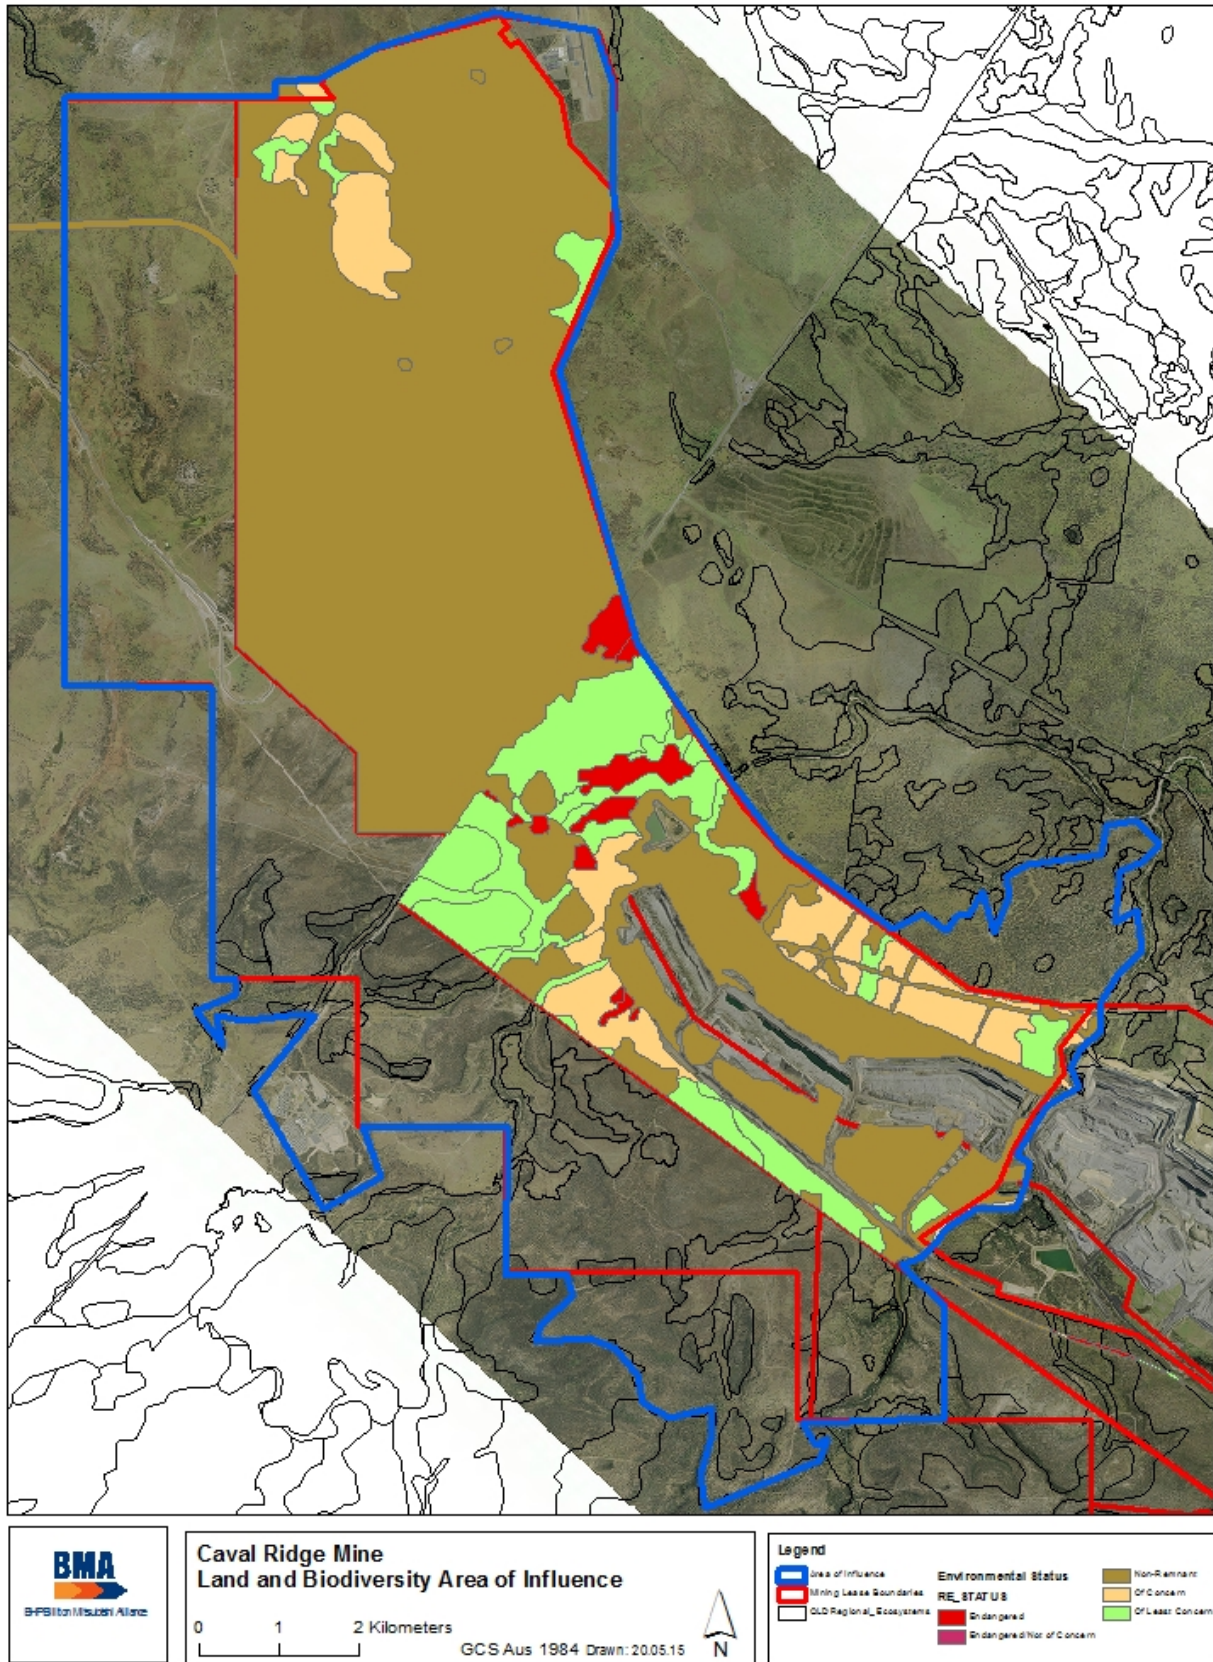 BMA
BHP Billiton Mitsubishi Alliance
Caval Ridge Mine
Land and Biodiversity Area of Influence
0 1 2 Kilometers
GCS Aus 1984 Drawn: 20.05.15
N
Legend
Area of Influence
Mining Lease Boundaries
QLD Regional_Ecosystems
Environmental Status
RE_STATUS
Endangered
Endangered/Not of Concern
Non-Remnant
Of Concern
Of Least Concern